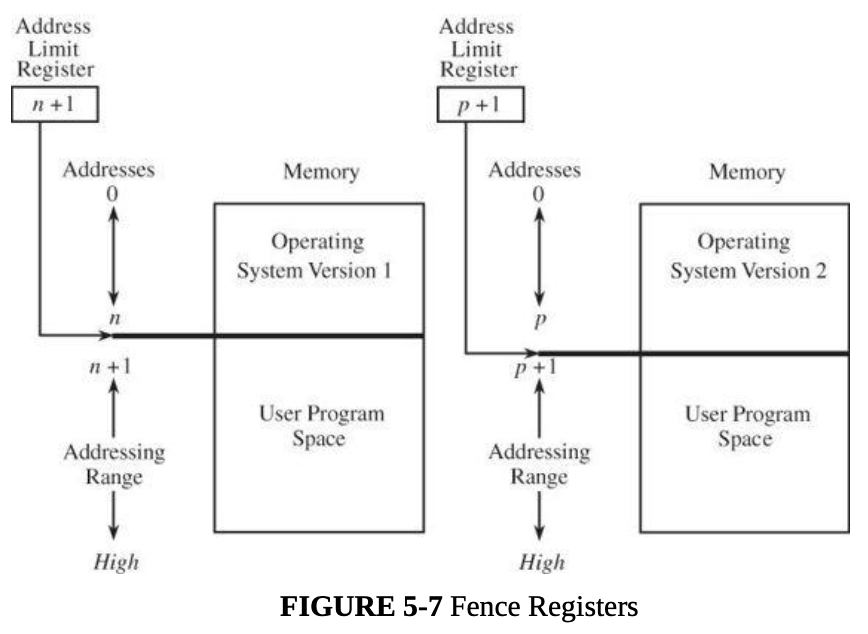 Address
Limit
Register
n +1
Addresses
0
n
n +1
Addressing
Range
High
Memory
Operating
System Version 1
User Program
Space
Address
Limit
Register
p +1
Addresses
0
p
p +1
Addressing
Range
High
Memory
Operating
System Version 2
User Program
Space
FIGURE 5-7 Fence Registers